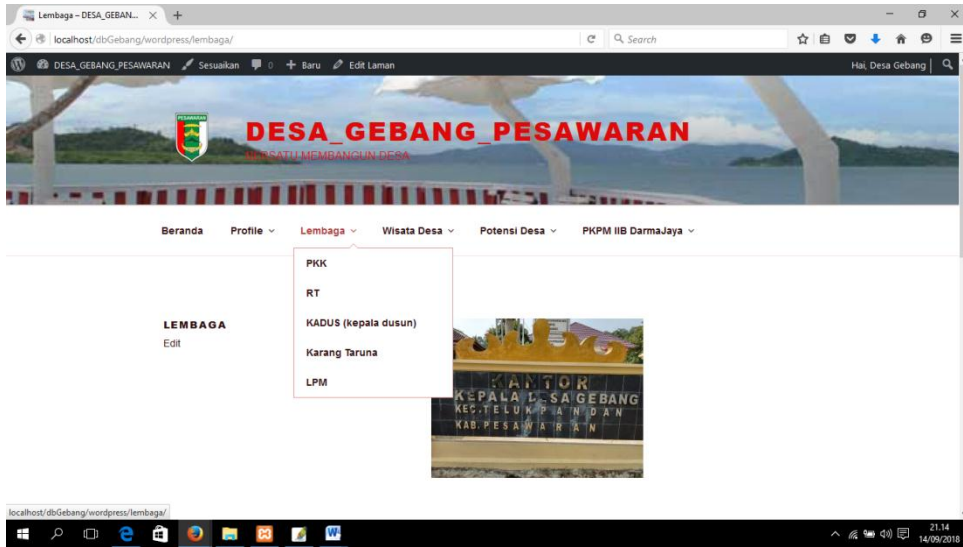 Lembaga – DESA_GEBAN...
localhost/dbGebang/wordpress/lembaga/
Search
DESA_GEBANG_PESAWARAN Sesuaikan 0 Baru Edit Laman Hai, Desa Gebang
PESAWARAN
DESA_GEBANG_PESAWARAN
BERSATU MEMBANGUN DESA
Beranda Profile Lembaga Wisata Desa Potensi Desa PKPM IIB DarmaJaya
PKK
RT
KADUS (kepala dusun)
Karang Taruna
LPM
LEMBAGA
Edit
KANTOR
KEPALA DESA GEBANG
KEC.TELUK PANDAN
KAB.PESAWARAN
localhost/dbGebang/wordpress/lembaga/
21.14
14/09/2018